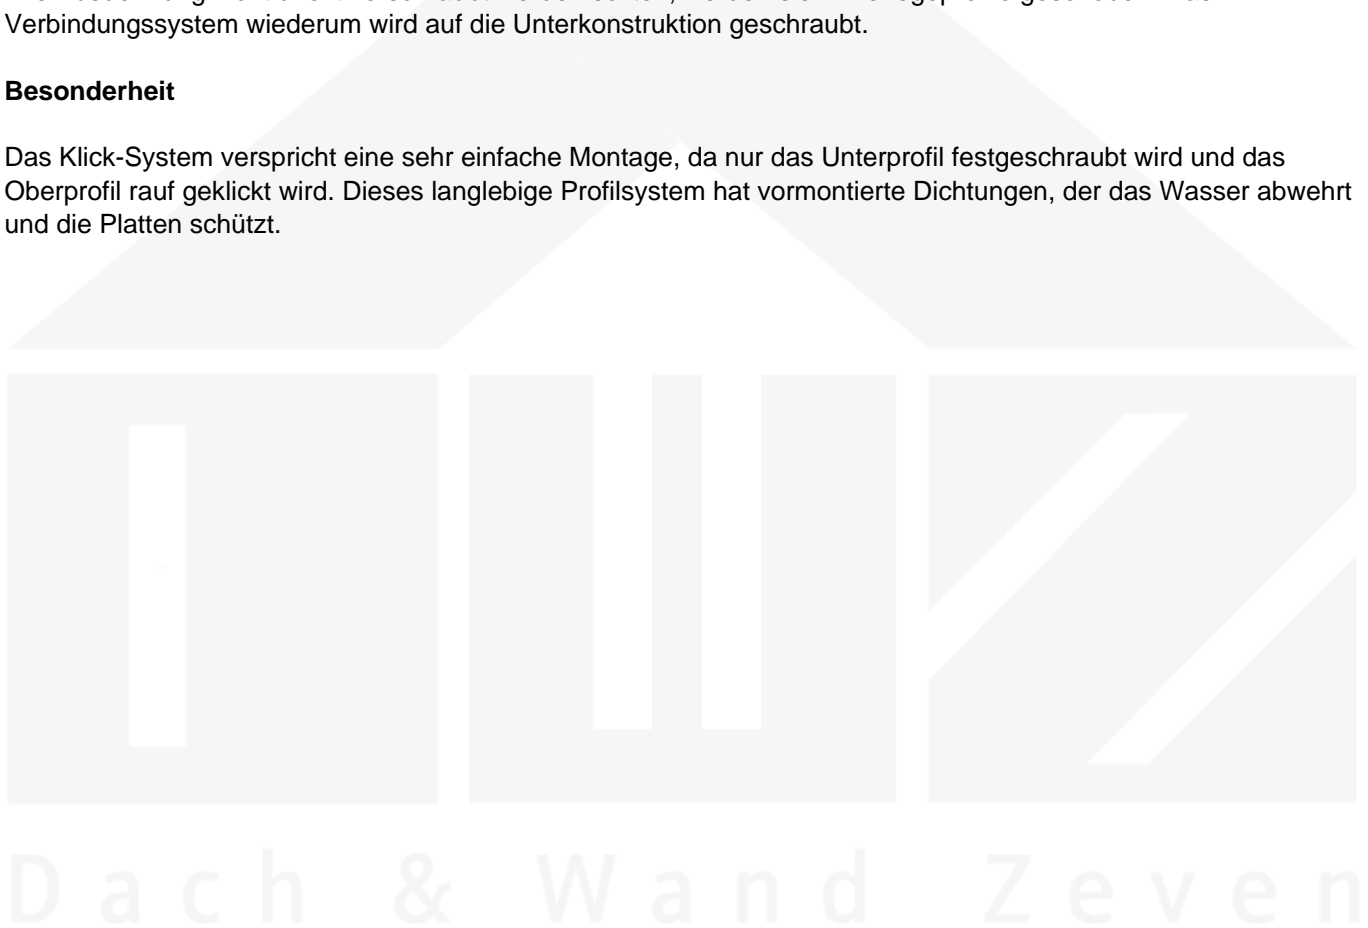 Verbindungssystem wiederum wird auf die Unterkonstruktion geschraubt.
Besonderheit
Das Klick-System verspricht eine sehr einfache Montage, da nur das Unterprofil festgeschraubt wird und das
Oberprofil rauf geklickt wird. Dieses langlebige Profilsystem hat vormontierte Dichtungen, der das Wasser abwehrt
und die Platten schützt.
Dach & Wand Zeven